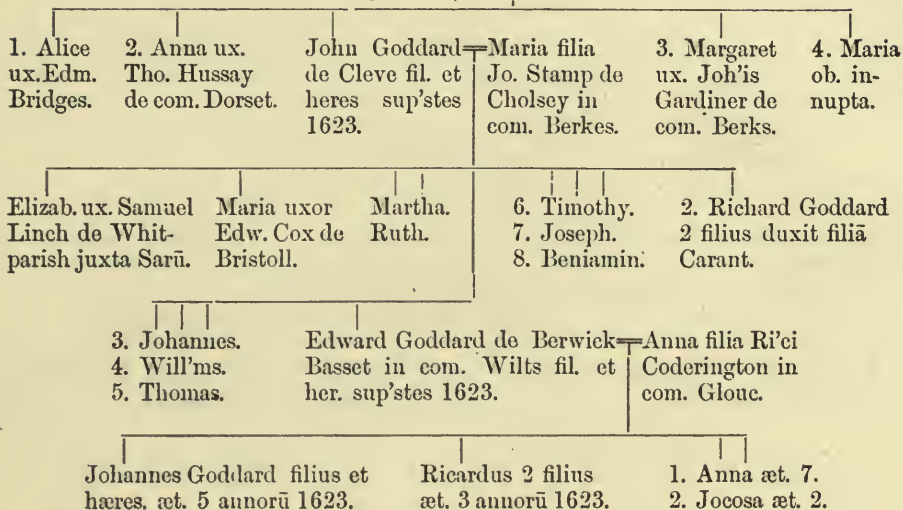 1. Alice
ux. Edm.
Bridges.
2. Anna ux.
Tho. Hussay
de com. Dorset.
John Goddard
de Cleve fil. et
heres sup'stes
1623.
Maria filia
Jo. Stamp de
Cholsey in
com. Berkes.
3. Margaret
ux. Joh'is
Gardiner de
com. Berks.
4. Maria
ob. in-
nupta.
Elizab. ux. Samuel
Linch de Whit-
parish juxta Sarū.
Maria uxor
Edw. Cox de
Bristoll.
Martha.
Ruth.
6. Timothy.
7. Joseph.
8. Beniamin.
2. Richard Goddard
2 filius duxit filiā
Carant.
3. Johannes.
4. Will'ms.
5. Thomas.
Edward Goddard de Berwick
Basset in com. Wilts fil. et
her. sup'stes 1623.
Anna filia Ri'ci
Coderington in
com. Glouc.
Johannes Goddard filius et
hæres, æt. 5 annorū 1623.
Ricardus 2 filius
æt. 3 annorū 1623.
1. Anna æt. 7.
2. Jocosa æt. 2.